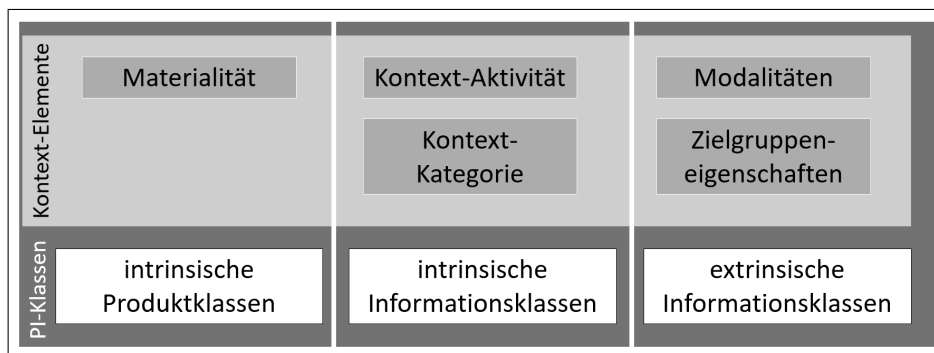 Kontext-Elemente
Materialität
Kontext-Aktivität
Modalitäten
Kontext-
Kategorie
Zielgruppen-
eigenschaften
PI-Klassen
intrinsische
Produktklassen
intrinsische
Informationsklassen
extrinsische
Informationsklassen